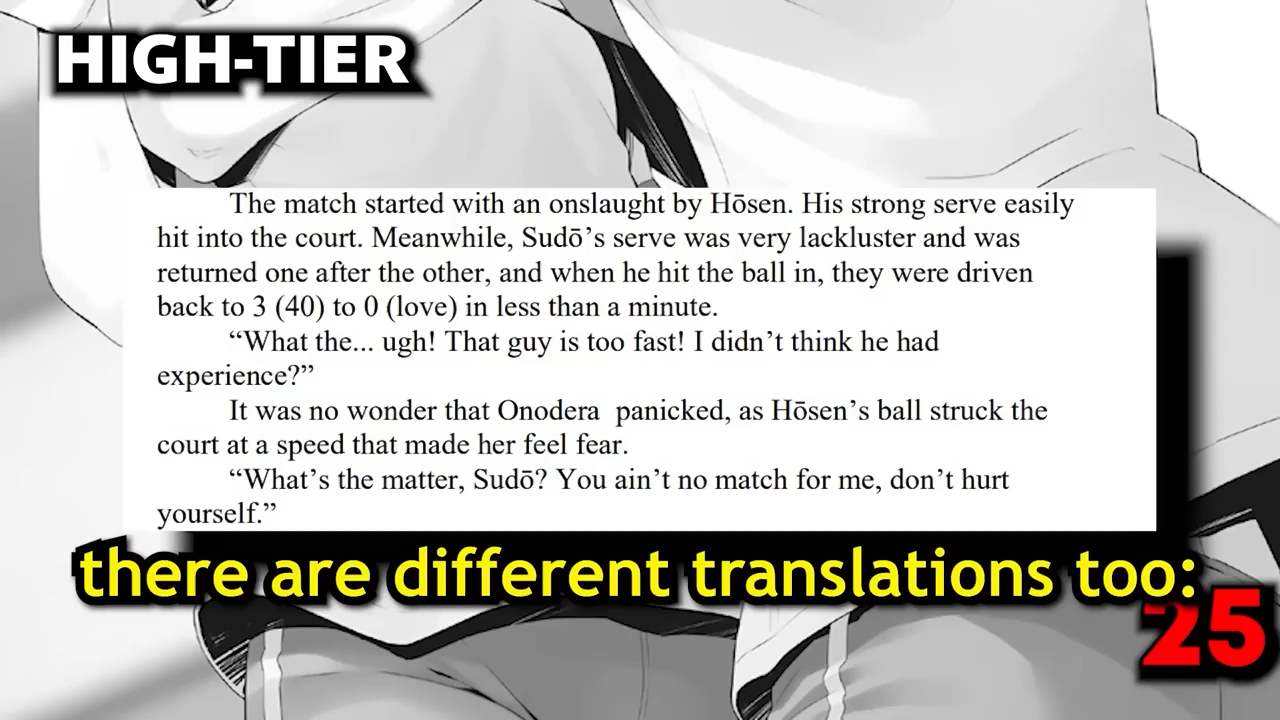 HIGH-TIER
The match started with an onslaught by Hōsen. His strong serve easily
hit into the court. Meanwhile, Sudō’s serve was very lackluster and was
returned one after the other, and when he hit the ball in, they were driven
back to 3 (40) to 0 (love) in less than a minute.
“What the... ugh! That guy is too fast! I didn’t think he had
experience?”
It was no wonder that Onodera  panicked, as Hōsen’s ball struck the
court at a speed that made her feel fear.
“What’s the matter, Sudō? You ain’t no match for me, don’t hurt
yourself.”
there are different translations too:
25